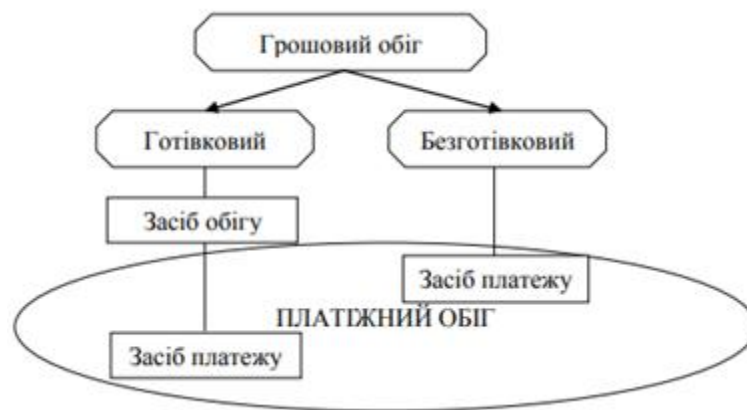 Грошовий обіг
Готівковий
Безготівковий
Засіб обігу
Засіб платежу
ПЛАТІЖНИЙ ОБІГ
Засіб платежу